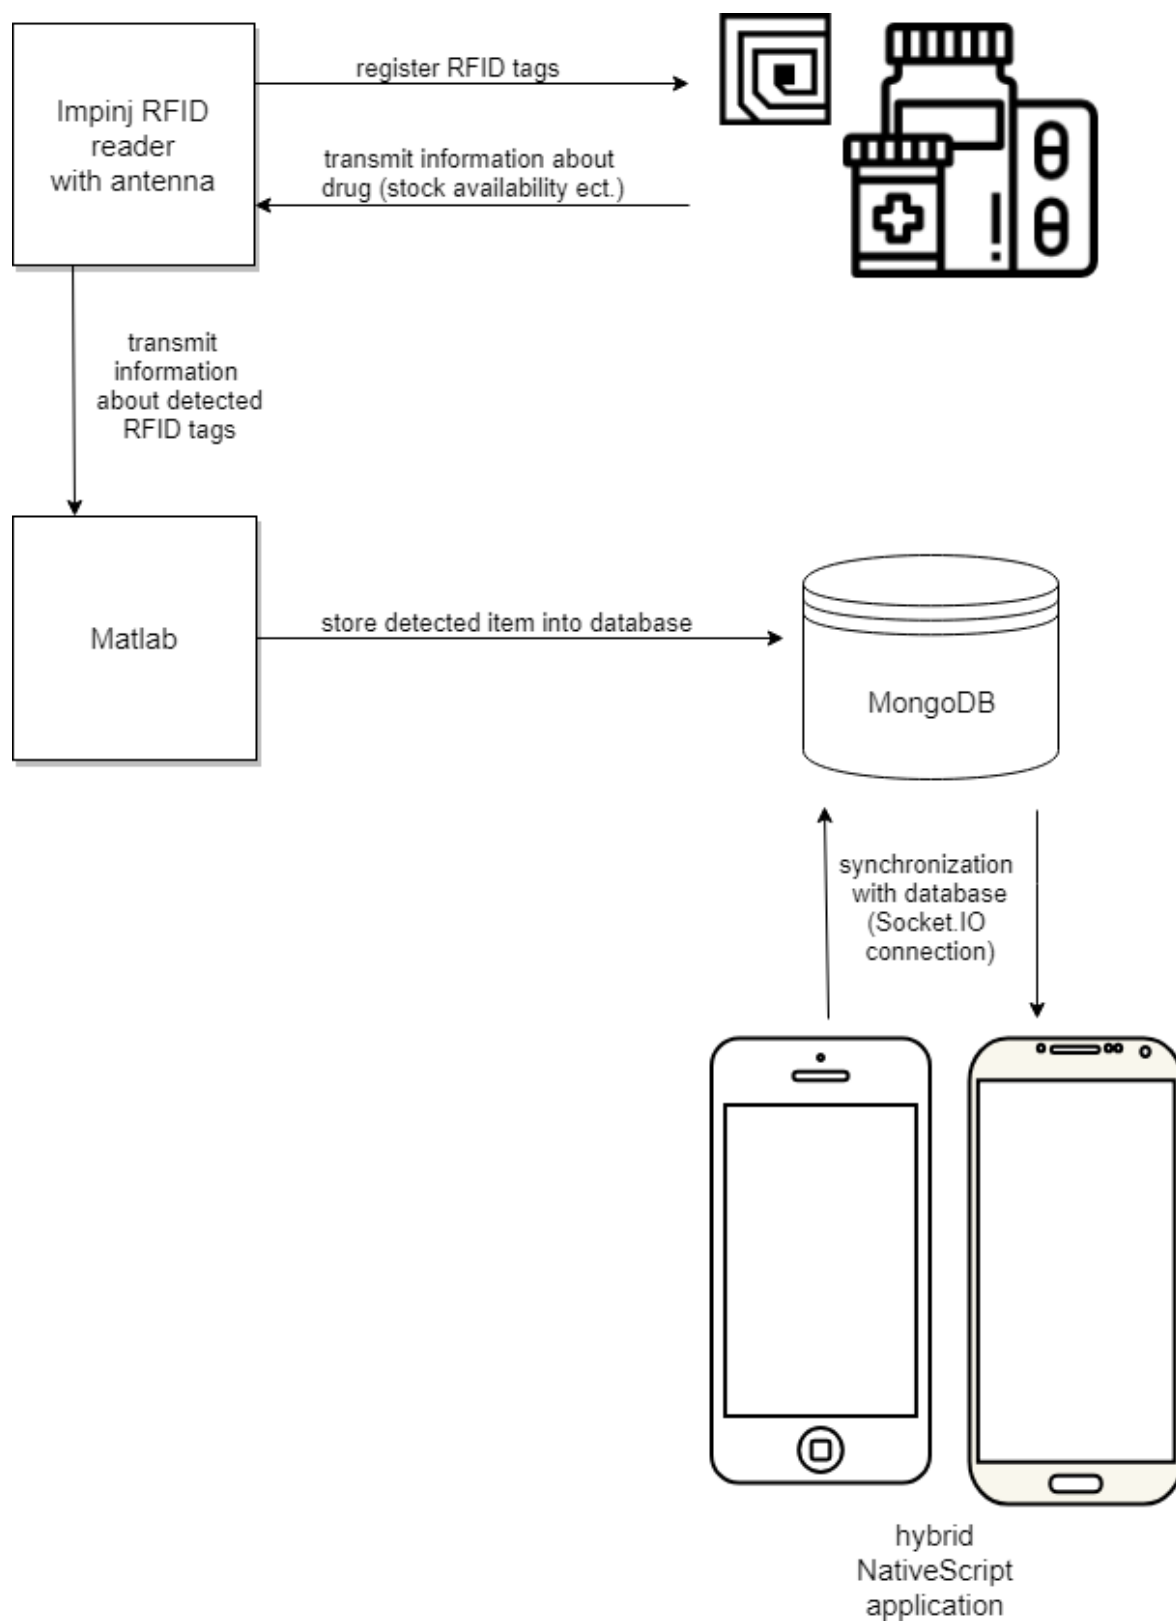 Impinj RFID
reader
with antenna
register RFID tags
transmit information about
drug (stock availability ect.)
transmit
information
about detected
RFID tags
Matlab
store detected item into database
MongoDB
synchronization
with database
(Socket.IO
connection)
hybrid
NativeScript
application